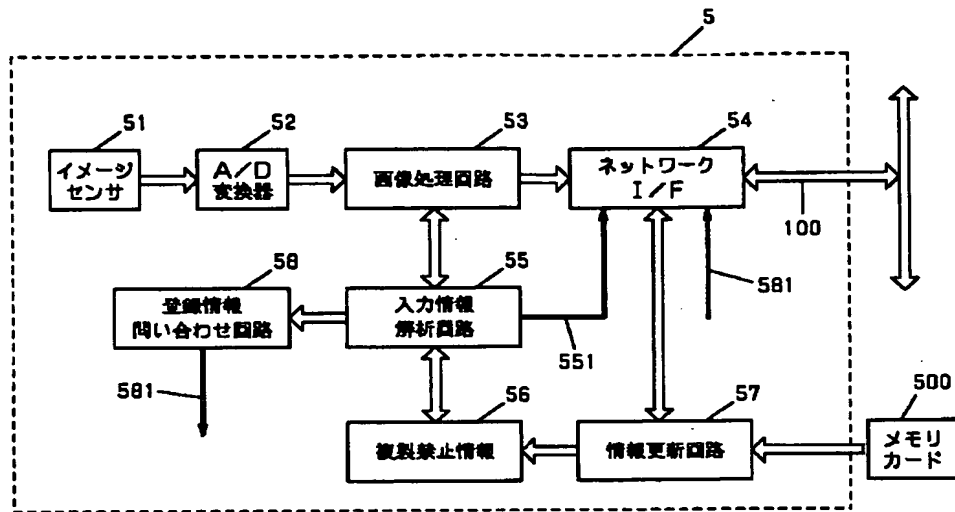 5
51
52
53
54
イメージ
センサ
A/D
変換器
画像処理回路
ネットワーク
I/F
100
58
55
581
登録情報
問い合わせ回路
入力情報
解析回路
551
581
56
57
500
複製禁止情報
情報更新回路
メモリ
カード